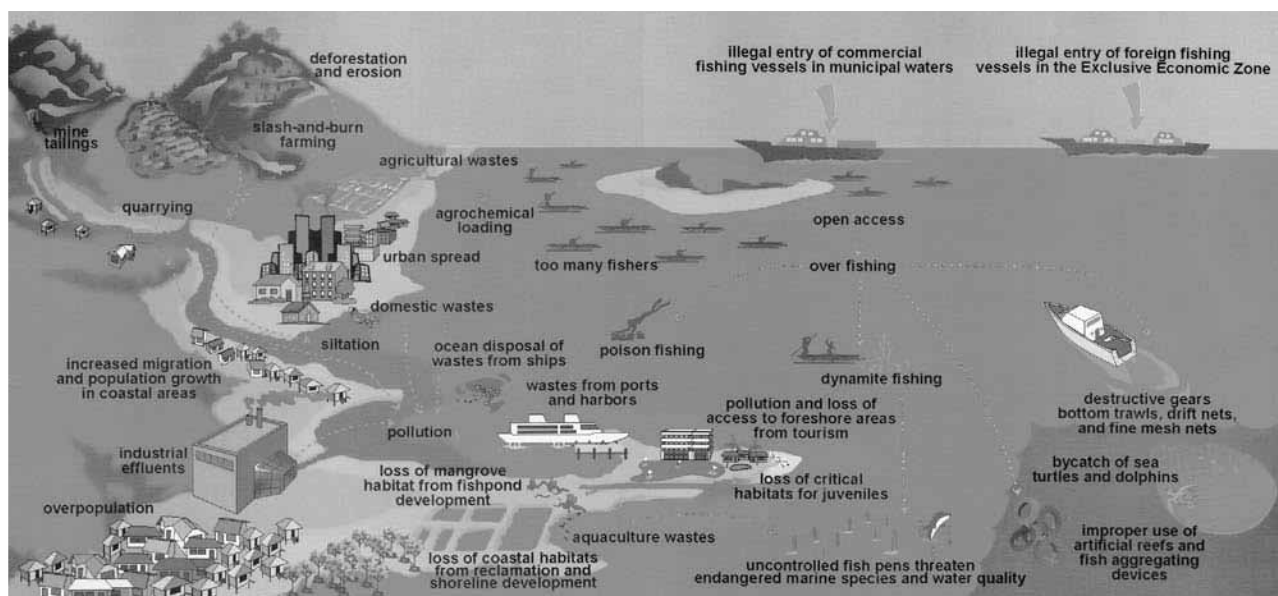 deforestation
and erosion
illegal entry of commercial
fishing vessels in municipal waters
illegal entry of foreign fishing
vessels in the Exclusive Economic Zone
mine
tailings
slash-and-burn
farming
agricultural wastes
quarrying
agrochemical
loading
open access
urban spread
too many fishers
over fishing
domestic wastes
siltation
ocean disposal of
wastes from ships
poison fishing
increased migration
and population growth
in coastal areas
wastes from ports
and harbors
dynamite fishing
destructive gears
bottom trawls, drift nets,
and fine mesh nets
pollution
pollution and loss of
access to foreshore areas
from tourism
industrial
effluents
loss of mangrove
habitat from fishpond
development
loss of critical
habitats for juveniles
bycatch of sea
turtles and dolphins
overpopulation
aquaculture wastes
improper use of
artificial reefs and
fish aggregating
devices
loss of coastal habitats
from reclamation and
shoreline development
uncontrolled fish pens threaten
endangered marine species and water quality